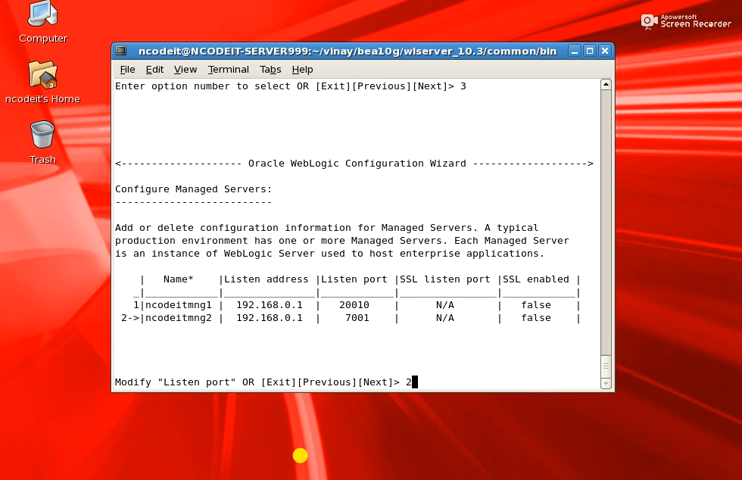 Computer
ncodeit's Home
Trash
Apowersoft
Screen Recorder
ncodeit@NCODEIT-SERVER999:~/vinay/bea10g/wlserver_10.3/common/bin
File Edit View Terminal Tabs Help
Enter option number to select OR [Exit][Previous][Next]> 3
<------------------- Oracle WebLogic Configuration Wizard ------------------>
Configure Managed Servers:
--------------------------
Add or delete configuration information for Managed Servers. A typical
production environment has one or more Managed Servers. Each Managed Server
is an instance of WebLogic Server used to host enterprise applications.
| Name* |Listen address |Listen port |SSL listen port |SSL enabled |
_|____________|_______________|____________|________________|____________|
1|ncodeitmng1 | 192.168.0.1 | 20010 | N/A | false |
2->|ncodeitmng2 | 192.168.0.1 | 7001 | N/A | false |
Modify "Listen port" OR [Exit][Previous][Next]> 2